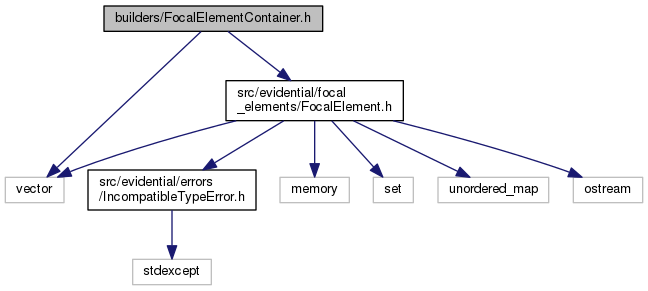 builders/FocalElementContainer.h
src/evidential/focal
_elements/FocalElement.h
vector
src/evidential/errors
/IncompatibleTypeError.h
memory
set
unordered_map
ostream
stdexcept